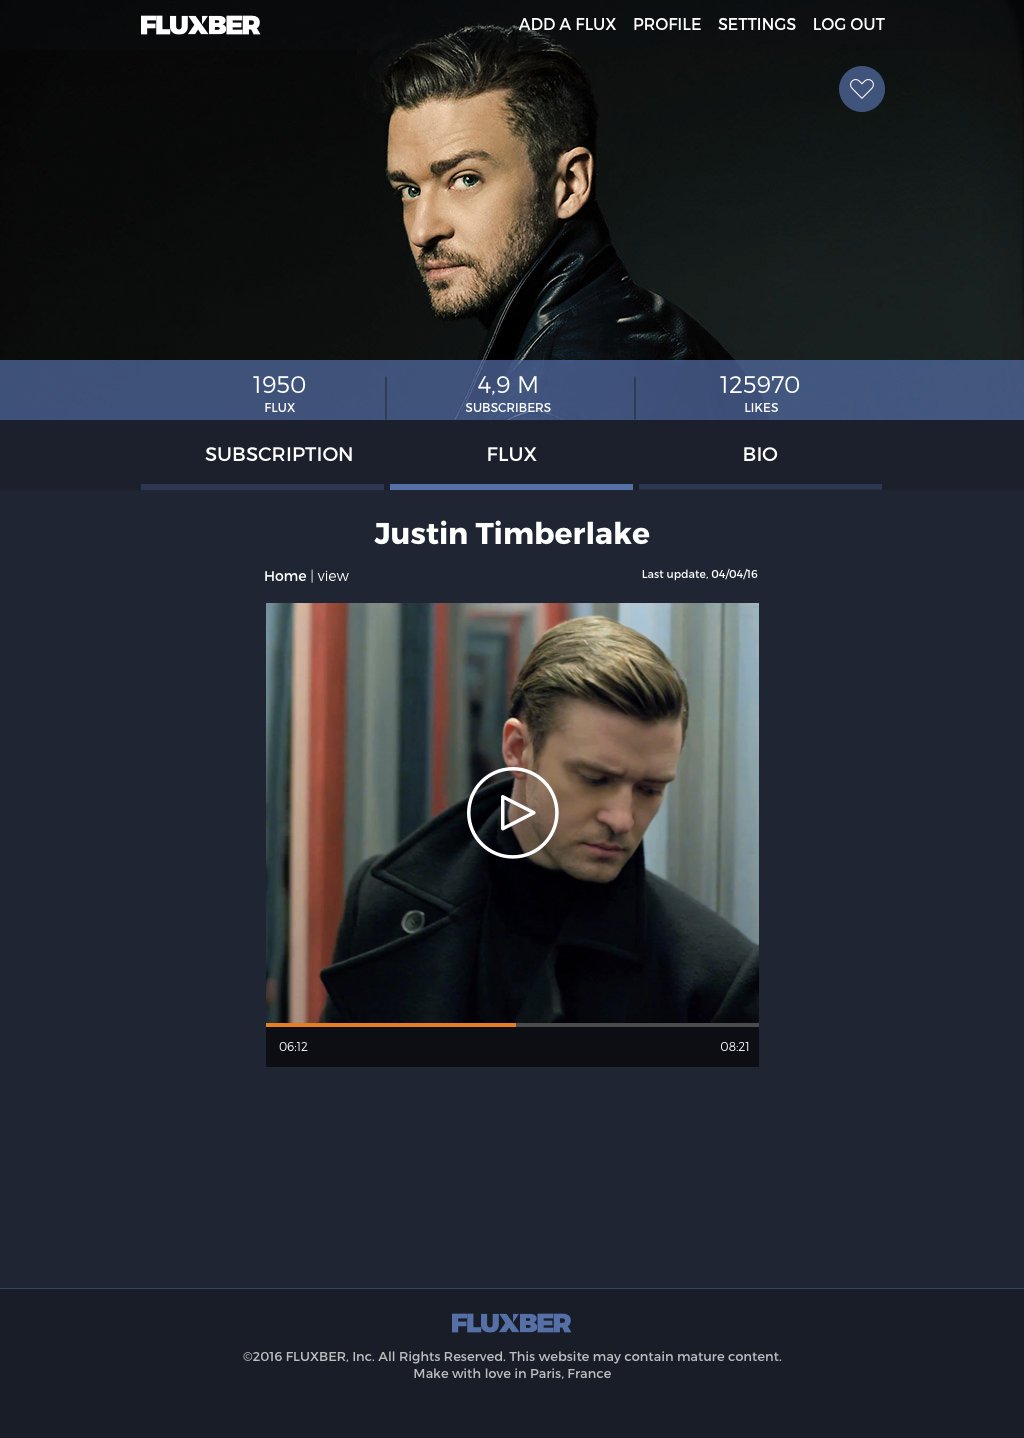 FLUXBER
ADD A FLUX PROFILE SETTINGS LOG OUT
1950 4,9 M 125970
FLUX SUBSCRIBERS LIKES
SUBSCRIPTION FLUX BIO
Justin Timberlake
Home | view Last update, 04/04/16
06:12 08:21
FLUXBER
©2016 FLUXBER, Inc. All Rights Reserved. This website may contain mature content.
Make with love in Paris, France